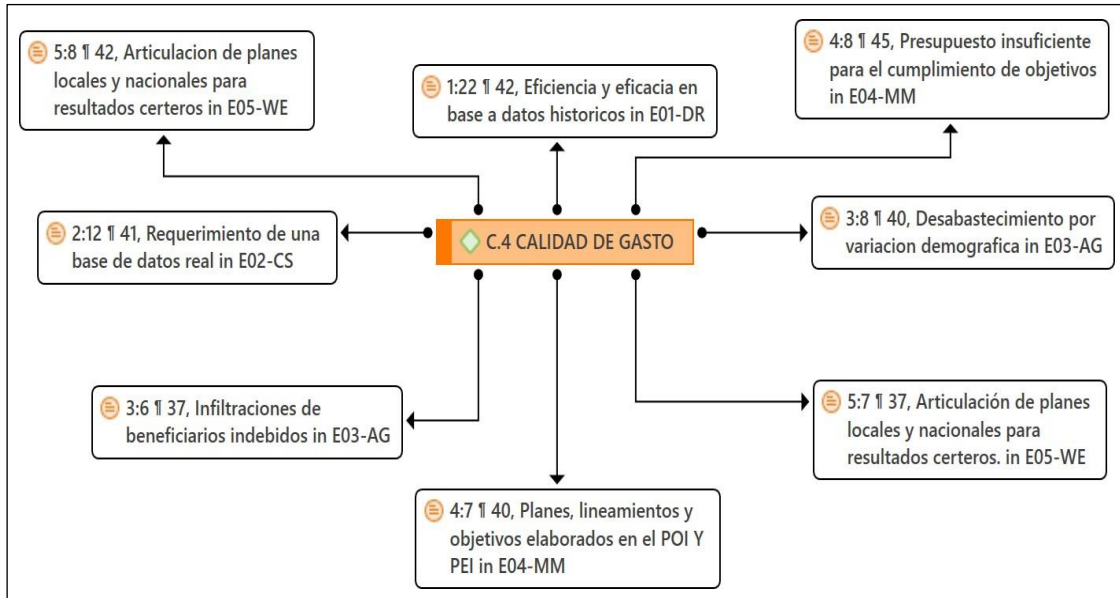 5:8 ¶ 42, Articulacion de planes
locales y nacionales para
resultados certeros in E05-WE
1:22 ¶ 42, Eficiencia y eficacia en
base a datos historicos in E01-DR
4:8 ¶ 45, Presupuesto insuficiente
para el cumplimiento de objetivos
in E04-MM
2:12 ¶ 41, Requerimiento de una
base de datos real in E02-CS
C.4 CALIDAD DE GASTO
3:8 ¶ 40, Desabastecimiento por
variacion demografica in E03-AG
3:6 ¶ 37, Infiltraciones de
beneficiarios indebidos in E03-AG
4:7 ¶ 40, Planes, lineamientos y
objetivos elaborados en el POI Y
PEI in E04-MM
5:7 ¶ 37, Articulación de planes
locales y nacionales para
resultados certeros. in E05-WE